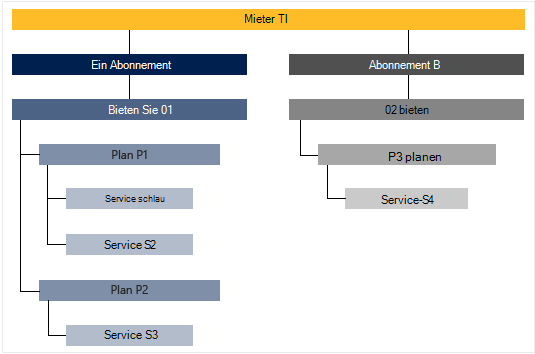 Mieter TI
Ein Abonnement
Bieten Sie 01
Plan P1
Service schlau
Service S2
Plan P2
Service S3
Abonnement B
02 bieten
P3 planen
Service-S4